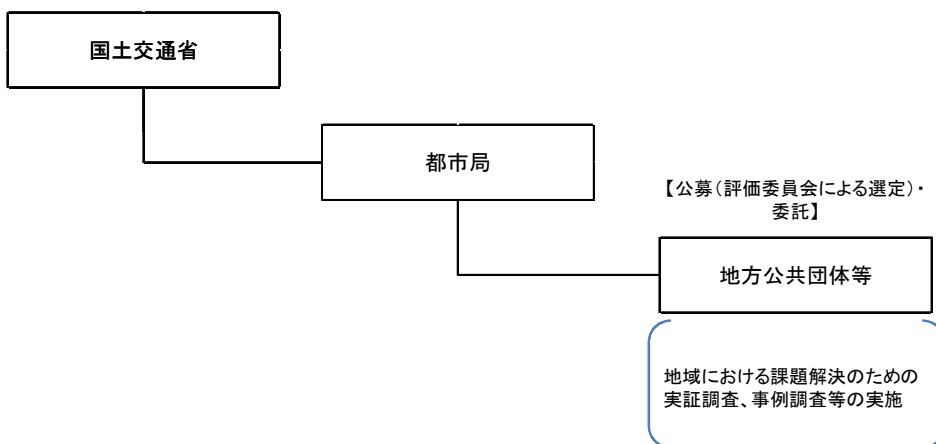 国土交通省
都市局
【公募(評価委員会による選定)・
委託】
地方公共団体等
地域における課題解決のための
実証調査、事例調査等の実施